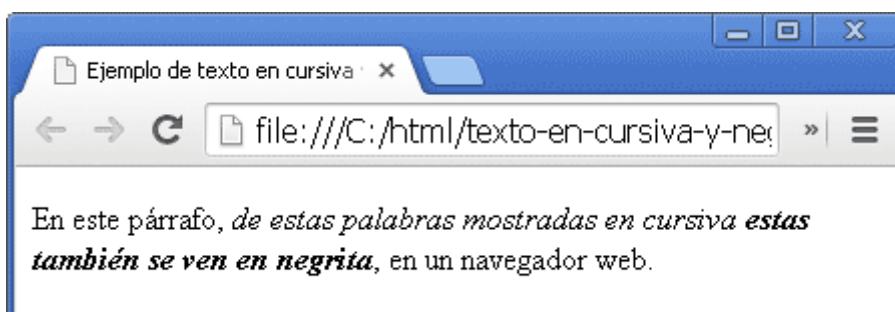 Ejemplo de texto en cursiva
file:///C:/html/texto-en-cursiva-y-neg
En este párrafo, de estas palabras mostradas en cursiva estas
también se ven en negrita, en un navegador web.